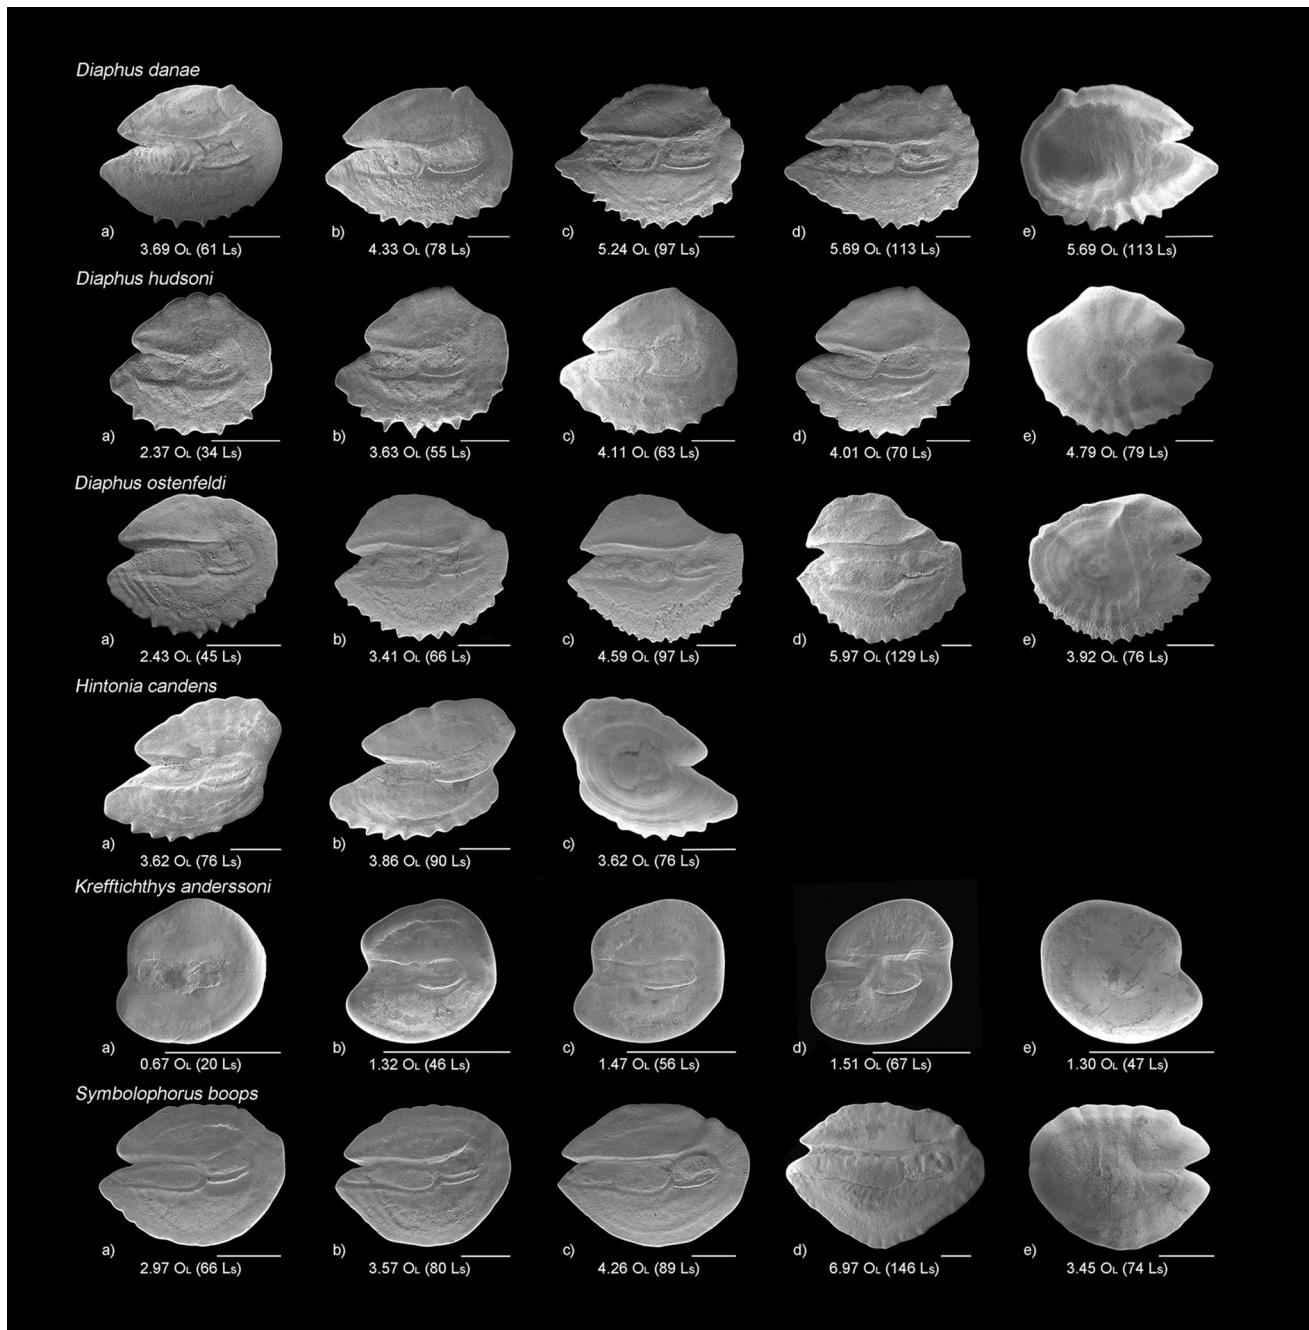 Diaphus danae
a) b) c) d) e)
3.69 OL (61 Ls) 4.33 (78 Ls) 5.24 OL (97 Ls) 5.69 OL (113 Ls) 5.69 OL (113 Ls)
Diaphus hudsoni
a) b) c) d) e)
2.37 OL (34 Ls) 3.63 OL (55 Ls) 4.11 OL (63 Ls) 4.01 OL (70 Ls) 4.79 OL (79 Ls)
Diaphus ostenfeldi
a) b) c) d) e)
2.43 OL (45 Ls) 3.41 OL (66 Ls) 4.59 OL (97 Ls) 5.97 OL (129 Ls) 3.92 OL (76 Ls)
Hintonia candens
a) b) c)
3.62 OL (76 Ls) 3.86 OL (90 Ls) 3.62 OL (76 Ls)
Krefftichthys anderssoni
a) b) c) d) e)
0.67 OL (20 Ls) 1.32 OL (46 Ls) 1.47 OL (56 Ls) 1.51 OL (67 Ls) 1.30 OL (47 Ls)
Symbolophorus boops
a) b) c) d) e)
2.97 OL (66 Ls) 3.57 OL (80 Ls) 4.26 OL (89 Ls) 6.97 OL (146 Ls) 3.45 OL (74 Ls)